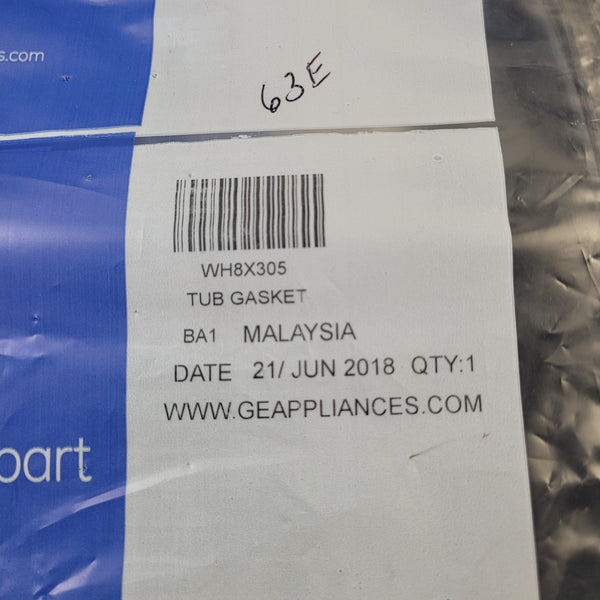 s.com
63E
WH8X305
TUB GASKET
BA1 MALAYSIA
DATE 21/ JUN 2018 QTY:1
WWW.GEAPPLIANCES.COM
part